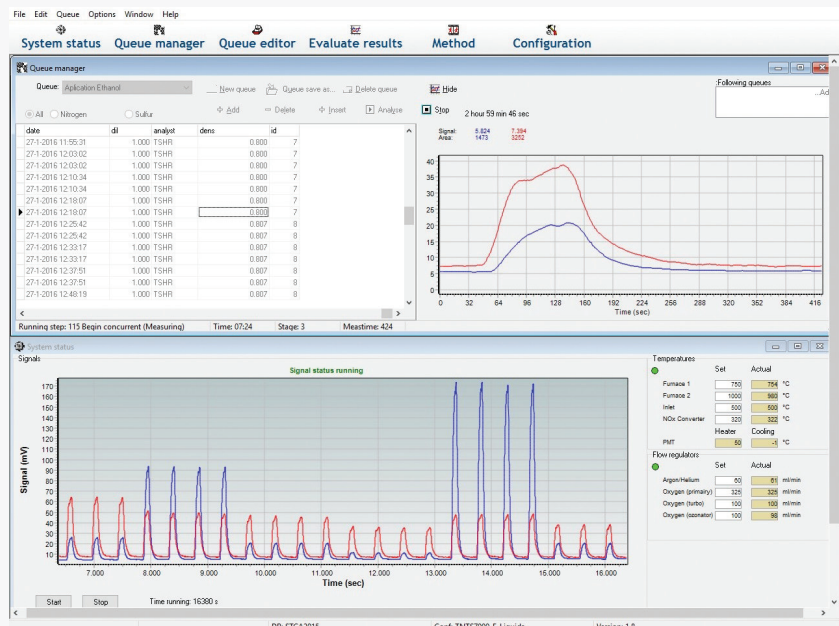 File Edit Queue Options Window Help
System status Queue manager Queue editor Evaluate results Method Configuration
Queue manager
Queue: Aplication Ethanol New queue Queue save as... Delete queue Hide Following queues
...Ad
All Nitrogen Sulfur Add Delete Insert Analyse Stop 2 hour 59 min 46 sec
date dil analyst dens id
27-1-2016 11:55:31 1.000 TSHR 0.800 7
27-1-2016 12:03:02 1.000 TSHR 0.800 7
27-1-2016 12:03:02 1.000 TSHR 0.800 7
27-1-2016 12:10:34 1.000 TSHR 0.800 7
27-1-2016 12:10:34 1.000 TSHR 0.800 7
27-1-2016 12:18:07 1.000 TSHR 0.800 7
27-1-2016 12:18:07 1.000 TSHR 0.800 7
27-1-2016 12:25:42 1.000 TSHR 0.807 8
27-1-2016 12:25:42 1.000 TSHR 0.807 8
27-1-2016 12:33:17 1.000 TSHR 0.807 8
27-1-2016 12:33:17 1.000 TSHR 0.807 8
27-1-2016 12:37:51 1.000 TSHR 0.807 8
27-1-2016 12:37:51 1.000 TSHR 0.807 8
27-1-2016 12:48:19 1.000 TSHR 0.807 8
Signal: 5.824 7.394
Area: 1473 3252
40
35
30
25
20
15
10
5
0
0 32 64 96 128 160 192 224 256 288 320 352 384 416
Time (sec)
Running step: 115 Begin concurrent (Measuring) Time: 07:24 Stage: 3 Meastime: 424
System status
Signals
Signal status running
Signal (mV)
170
160
150
140
130
120
110
100
90
80
70
60
50
40
30
20
10
7.000 8.000 9.000 10.000 11.000 12.000 13.000 14.000 15.000 16.000
Time (sec)
Start Stop Time running: 16380 s
Temperatures
Set Actual
Furnace 1 750 754 °C
Furnace 2 1000 980 °C
Inlet 500 500 °C
NOx Converter 320 322 °C
Heater Cooling
PMT 50 -1 °C
Flow regulators
Set Actual
Argon/Helium 60 61 ml/min
Oxygen (primairy) 325 325 ml/min
Oxygen (turbo) 100 100 ml/min
Oxygen (ozonator) 100 98 ml/min